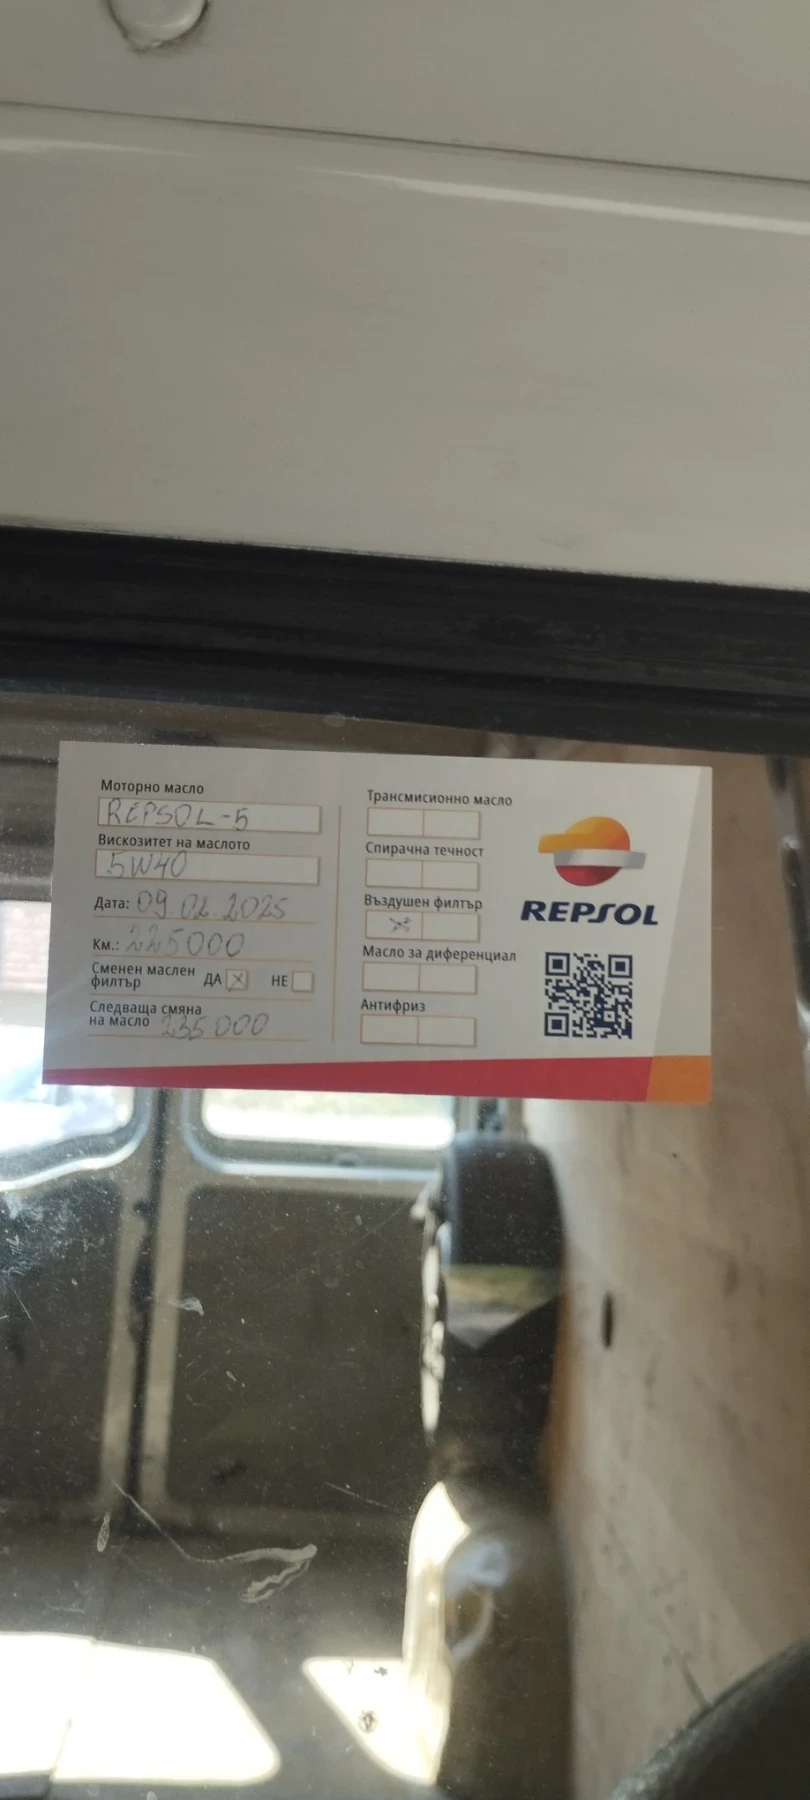 Моторно масло
REPSOL-5
Вискозитет на маслото
5W40
Дата: 09.02.2025
Км.: 225000
Сменен маслен филтър ДА X НЕ
Следваща смяна
на масло 235000
Трансмисионно масло
Спирачна течност
Въздушен филтър
X
Масло за диференциал
Антифриз
REPSOL